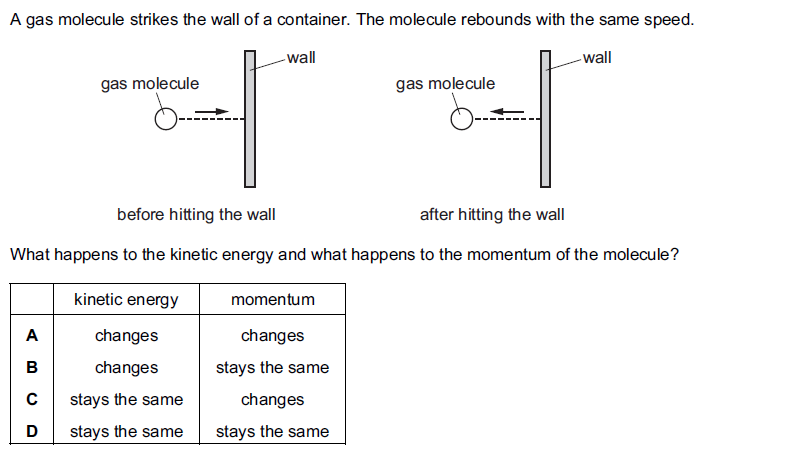 A gas molecule strikes the wall of a container. The molecule rebounds with the same speed.
wall
wall
gas molecule
gas molecule
before hitting the wall
after hitting the wall
What happens to the kinetic energy and what happens to the momentum of the molecule?
kinetic energy momentum
A changes changes
B changes stays the same
C stays the same changes
D stays the same stays the same